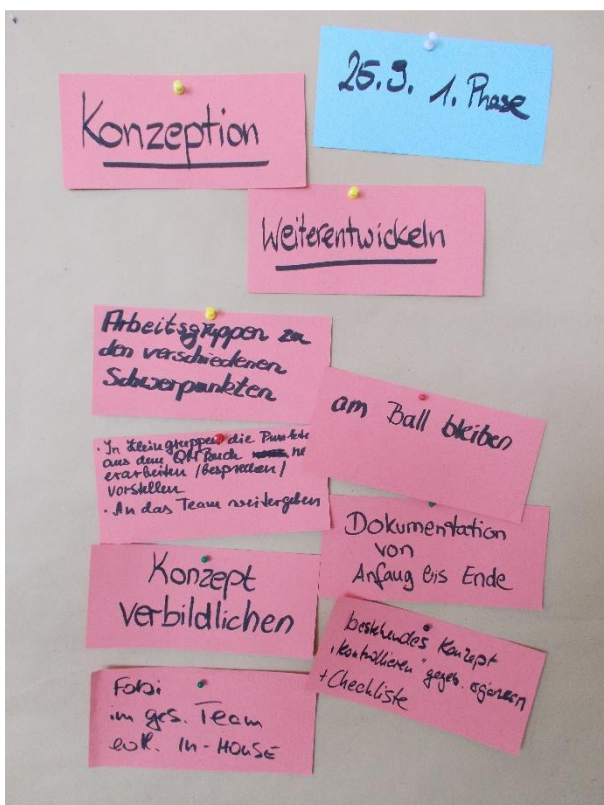 26.9. 1. Phase
Konzeption
Weiterentwickeln
Arbeitsgruppen zu
den verschiedenen
Schwerpunkten
am Ball bleiben
· In Kleingruppen die Punkte
aus dem QM Buch
erarbeiten / besprechen /
vorstellen
· An das Team weitergeben
Dokumentation
von
Anfang bis Ende
Konzept
verbildlichen
bestehendes Konzept
"kontrollieren" gegeb. ergänzen
+ Checkliste
Fobi
im ges. Team
evtl. IN-HOUSE